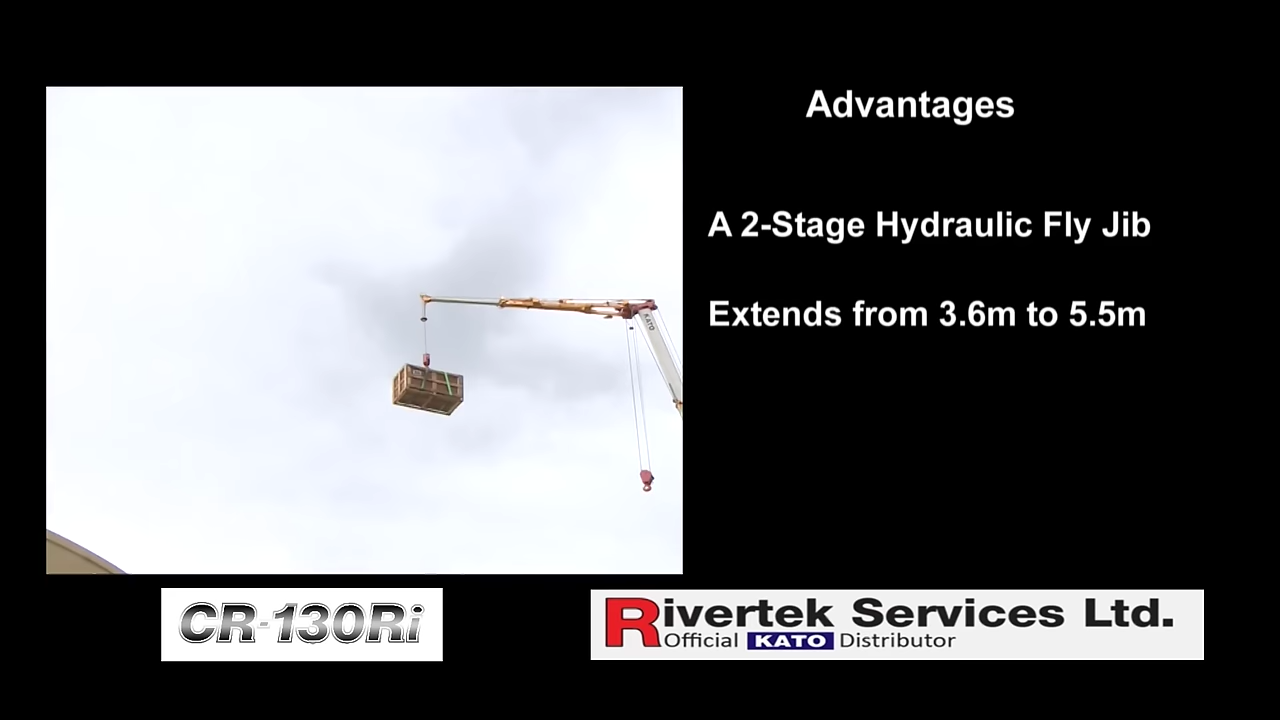 Advantages
A 2-Stage Hydraulic Fly Jib
Extends from 3.6m to 5.5m
KATO
CR-130Ri
Rivertek Services Ltd.
Official KATO Distributor